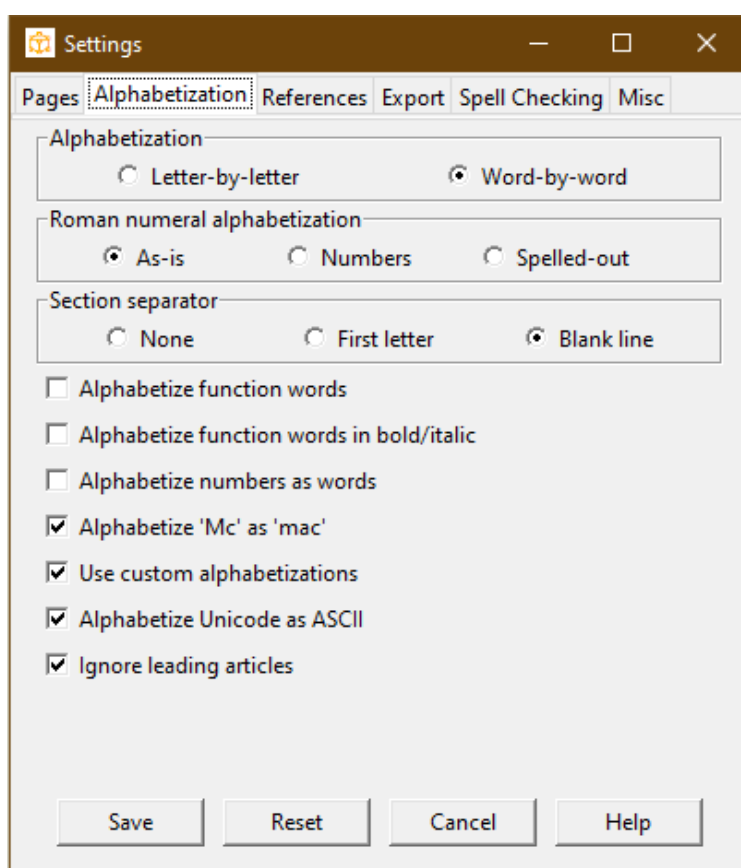 Settings
Pages Alphabetization References Export Spell Checking Misc
Alphabetization
Letter-by-letter Word-by-word
Roman numeral alphabetization
As-is Numbers Spelled-out
Section separator
None First letter Blank line
Alphabetize function words
Alphabetize function words in bold/italic
Alphabetize numbers as words
Alphabetize 'Mc' as 'mac'
Use custom alphabetizations
Alphabetize Unicode as ASCII
Ignore leading articles
Save Reset Cancel Help